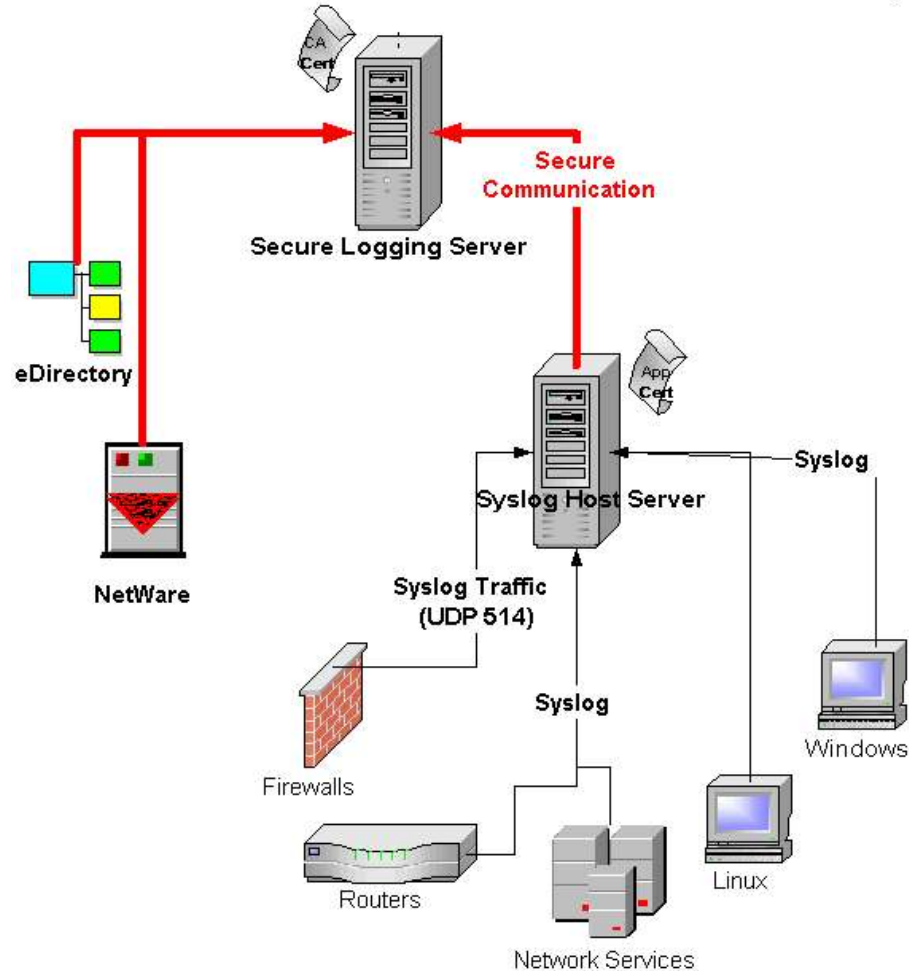 CA
Cert
Secure
Communication
Secure Logging Server
eDirectory
App
Cert
Syslog
Syslog Host Server
NetWare
Syslog Traffic
(UDP 514)
Syslog
Windows
Firewalls
Linux
Routers
Network Services